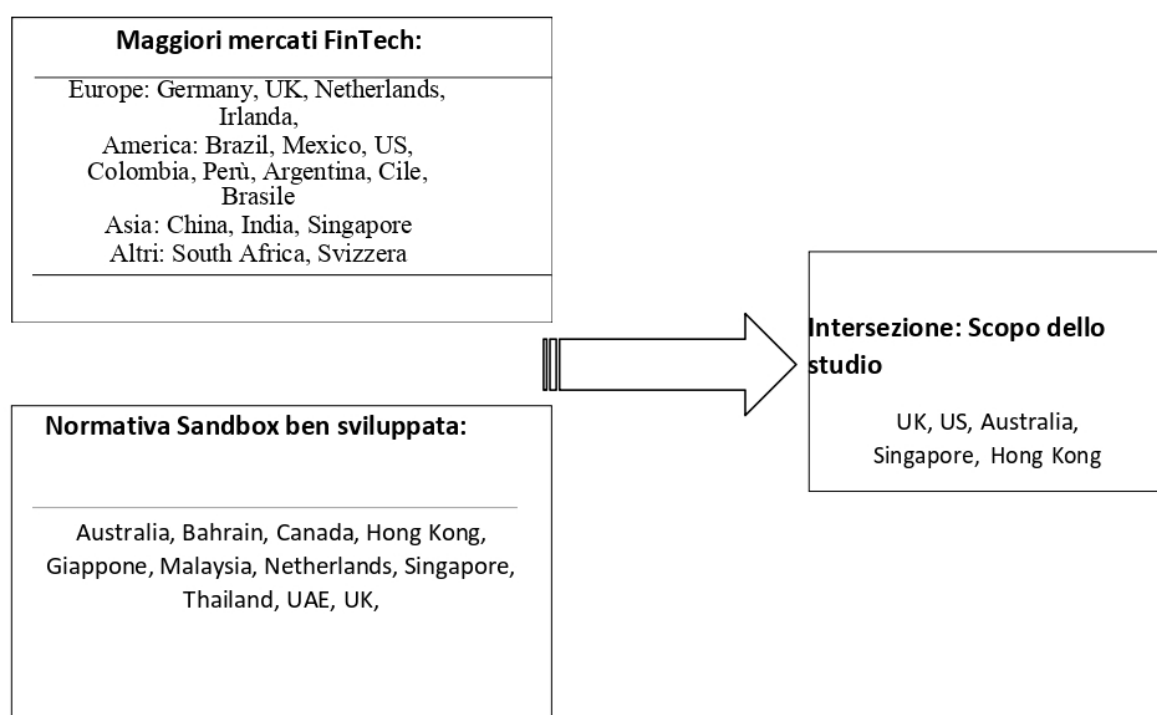 Maggiori mercati FinTech:
Europe: Germany, UK, Netherlands,
Irlanda,
America: Brazil, Mexico, US,
Colombia, Perù, Argentina, Cile,
Brasile
Asia: China, India, Singapore
Altri: South Africa, Svizzera
Normativa Sandbox ben sviluppata:
Australia, Bahrain, Canada, Hong Kong,
Giappone, Malaysia, Netherlands, Singapore,
Thailand, UAE, UK,
Intersezione: Scopo dello
studio
UK, US, Australia,
Singapore, Hong Kong